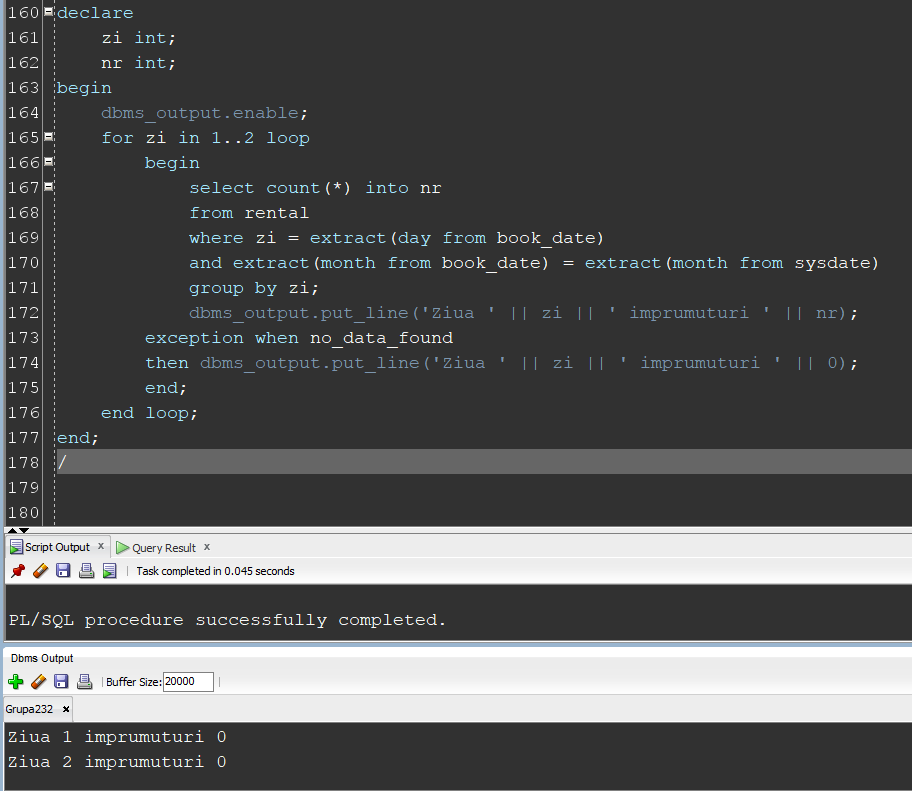 160 declare
161 zi int;
162 nr int;
163 begin
164 dbms_output.enable;
165 for zi in 1..2 loop
166 begin
167 select count(*) into nr
168 from rental
169 where zi = extract(day from book_date)
170 and extract(month from book_date) = extract(month from sysdate)
171 group by zi;
172 dbms_output.put_line('Ziua ' || zi || ' imprumuturi ' || nr);
173 exception when no_data_found
174 then dbms_output.put_line('Ziua ' || zi || ' imprumuturi ' || 0);
175 end;
176 end loop;
177 end;
178 /
179
180
Script Output x Query Result x
Task completed in 0.045 seconds
PL/SQL procedure successfully completed.
Dbms Output
Buffer Size: 20000
Grupa232 x
Ziua 1 imprumuturi 0
Ziua 2 imprumuturi 0